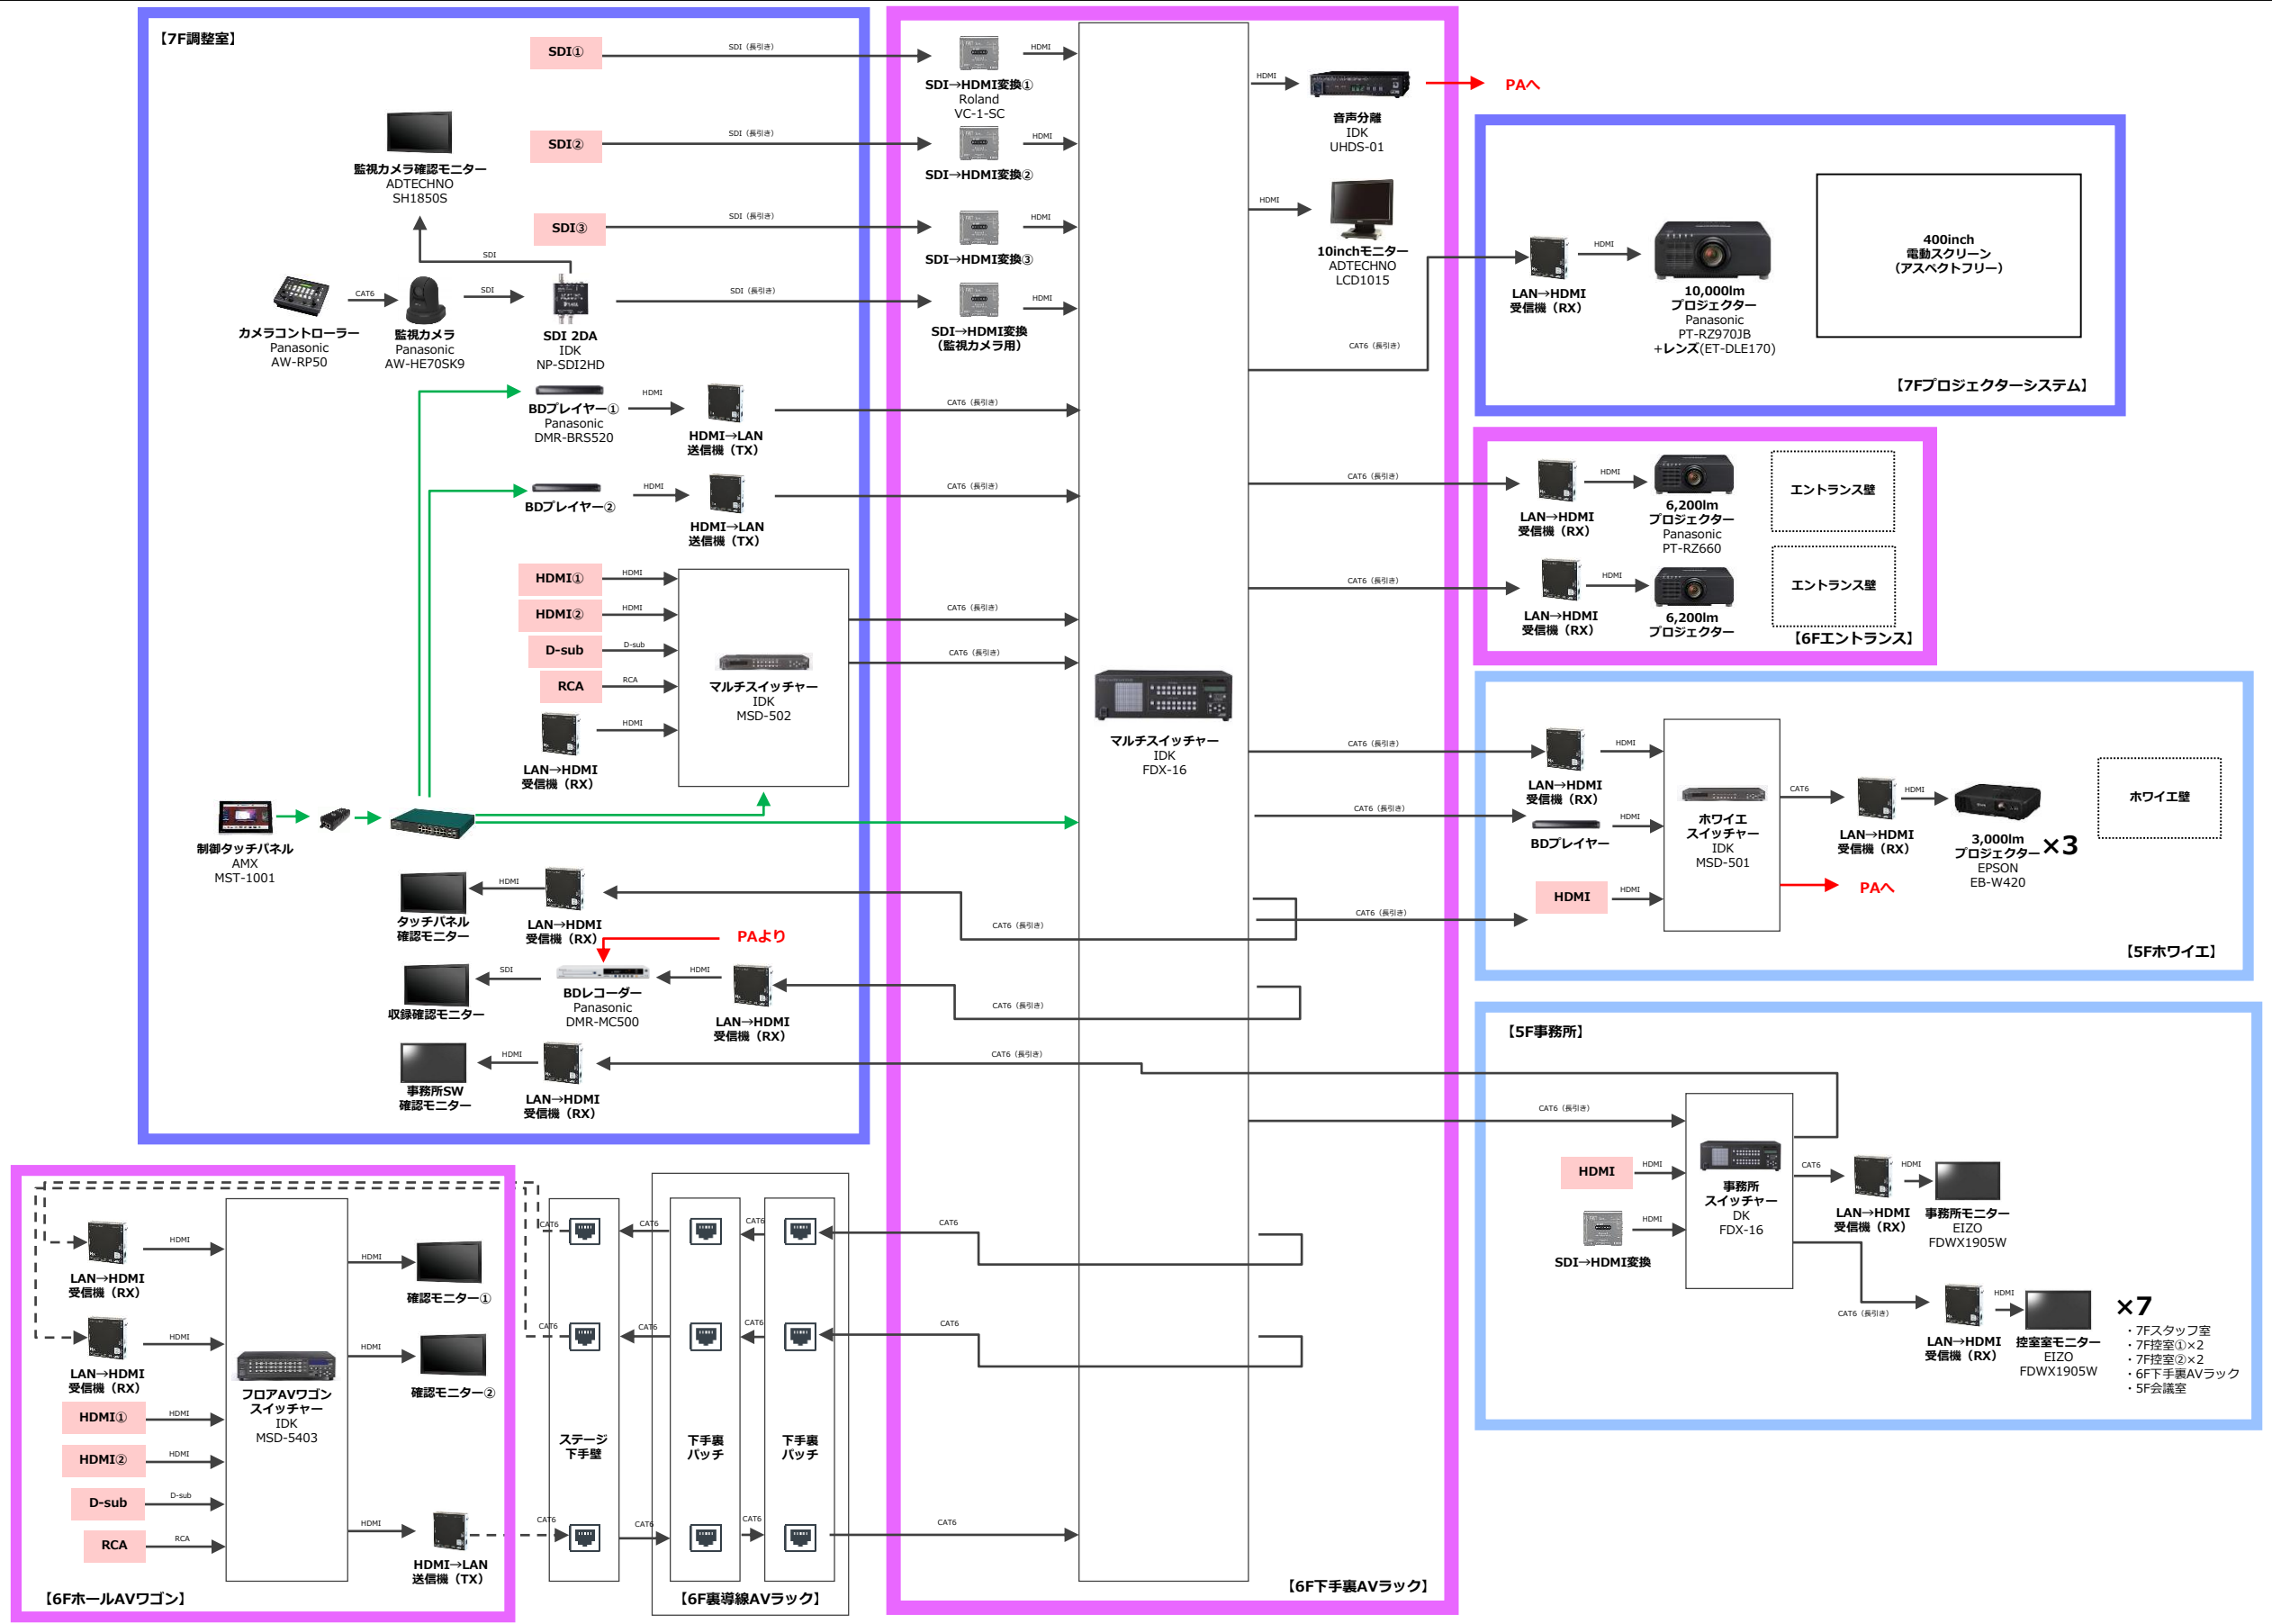 【7F調整室】
SDI①
SDI（長引き）
SDI→HDMI変換①
Roland
VC-1-SC
HDMI
SDI②
SDI（長引き）
SDI→HDMI変換②
HDMI
SDI③
SDI（長引き）
SDI→HDMI変換③
HDMI
監視カメラ確認モニター
ADTECHNO
SH1850S
SDI
カメラコントローラー
Panasonic
AW-RP50
CAT6
監視カメラ
Panasonic
AW-HE70SK9
SDI
SDI 2DA
IDK
NP-SDI2HD
SDI（長引き）
SDI→HDMI変換
（監視カメラ用）
HDMI
BDプレイヤー①
Panasonic
DMR-BRS520
HDMI
HDMI→LAN
送信機（TX）
CAT6（長引き）
BDプレイヤー②
HDMI
HDMI→LAN
送信機（TX）
CAT6（長引き）
HDMI①
HDMI
HDMI②
HDMI
D-sub
D-sub
RCA
RCA
LAN→HDMI
受信機（RX）
HDMI
マルチスイッチャー
IDK
MSD-502
CAT6（長引き）
CAT6（長引き）
制御タッチパネル
AMX
MST-1001
タッチパネル
確認モニター
HDMI
LAN→HDMI
受信機（RX）
CAT6（長引き）
PAより
収録確認モニター
SDI
BDレコーダー
Panasonic
DMR-MC500
HDMI
LAN→HDMI
受信機（RX）
CAT6（長引き）
事務所SW
確認モニター
HDMI
LAN→HDMI
受信機（RX）
CAT6（長引き）
マルチスイッチャー
IDK
FDX-16
HDMI
音声分離
IDK
UHDS-01
PAへ
HDMI
10inchモニター
ADTECHNO
LCD1015
CAT6（長引き）
LAN→HDMI
受信機（RX）
HDMI
10,000lm
プロジェクター
Panasonic
PT-RZ970JB
+レンズ(ET-DLE170)
400inch
電動スクリーン
（アスペクトフリー）
【7Fプロジェクターシステム】
CAT6（長引き）
LAN→HDMI
受信機（RX）
HDMI
6,200lm
プロジェクター
Panasonic
PT-RZ660
エントランス壁
CAT6（長引き）
LAN→HDMI
受信機（RX）
HDMI
6,200lm
プロジェクター
エントランス壁
【6Fエントランス】
CAT6（長引き）
LAN→HDMI
受信機（RX）
HDMI
CAT6（長引き）
BDプレイヤー
HDMI
CAT6（長引き）
HDMI
HDMI
ホワイエ
スイッチャー
IDK
MSD-501
CAT6
LAN→HDMI
受信機（RX）
HDMI
3,000lm
プロジェクター
EPSON
EB-W420
×3
ホワイエ壁
PAへ
【5Fホワイエ】
【5F事務所】
CAT6（長引き）
HDMI
HDMI
SDI→HDMI変換
HDMI
事務所
スイッチャー
DK
FDX-16
CAT6
LAN→HDMI
受信機（RX）
HDMI
事務所モニター
EIZO
FDWX1905W
CAT6（長引き）
LAN→HDMI
受信機（RX）
HDMI
控室室モニター
EIZO
FDWX1905W
×7
・7Fスタッフ室
・7F控室①×2
・7F控室②×2
・6F下手裏AVラック
・5F会議室
LAN→HDMI
受信機（RX）
HDMI
LAN→HDMI
受信機（RX）
HDMI
HDMI①
HDMI
HDMI②
HDMI
D-sub
D-sub
RCA
RCA
フロアAVワゴン
スイッチャー
IDK
MSD-5403
HDMI
確認モニター①
HDMI
確認モニター②
HDMI
HDMI→LAN
送信機（TX）
【6FホールAVワゴン】
CAT6
CAT6
CAT6
CAT6
CAT6
CAT6
CAT6
CAT6
ステージ
下手壁
下手裏
パッチ
下手裏
パッチ
CAT6
CAT6
CAT6
CAT6
【6F裏導線AVラック】
【6F下手裏AVラック】